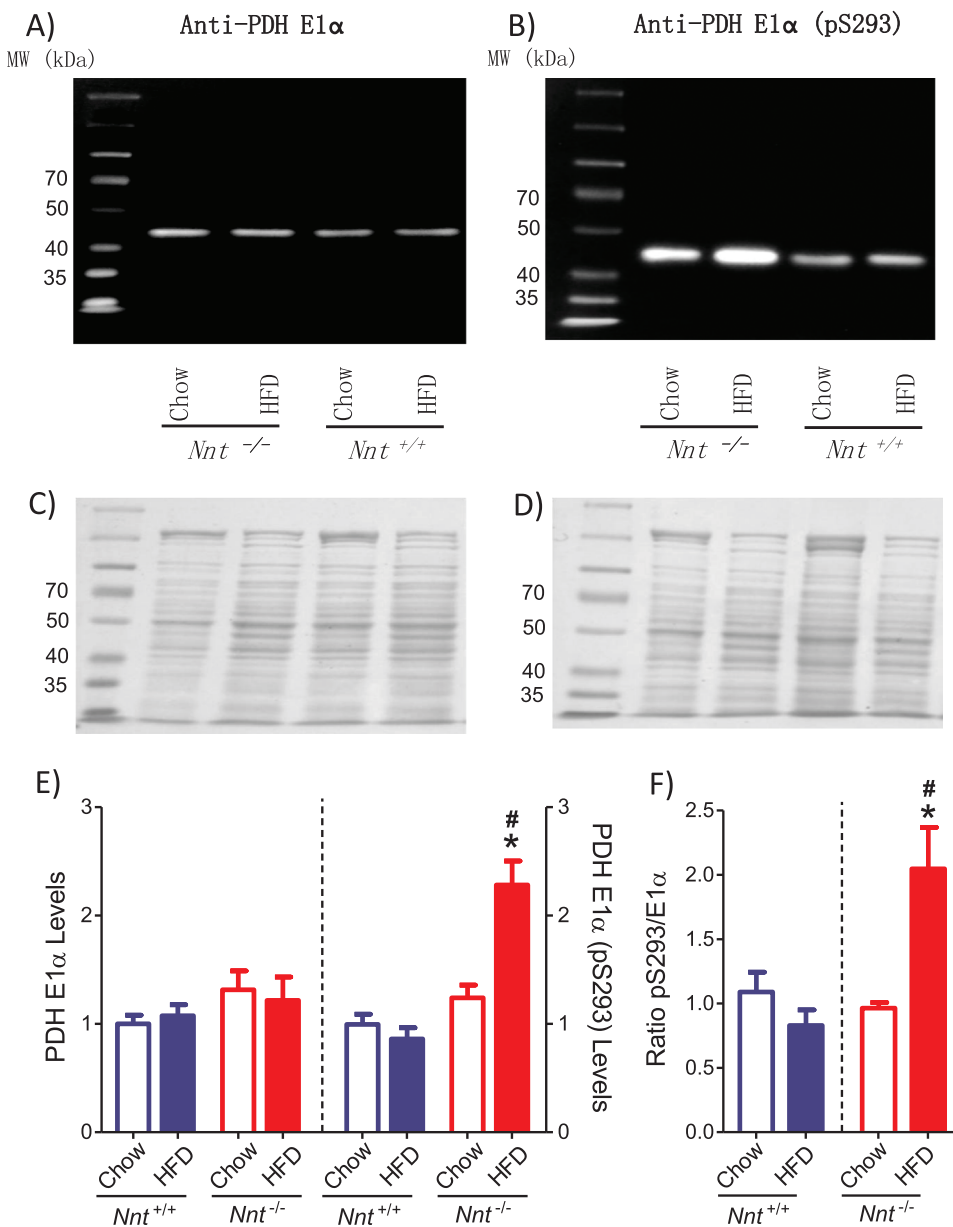 A)
Anti-PDH E1α
MW (kDa)
70
50
40
35
Chow
HFD
Chow
HFD
Nnt -/-
Nnt +/+
B)
Anti-PDH E1α (pS293)
MW (kDa)
70
50
40
35
Chow
HFD
Chow
HFD
Nnt -/-
Nnt +/+
C)
70
50
40
35
D)
70
50
40
35
E)
PDH E1α Levels
3
2
1
0
#
*
3
2
1
0
PDH E1α (pS293) Levels
Chow
HFD
Chow
HFD
Chow
HFD
Chow
HFD
Nnt+/+
Nnt-/-
Nnt+/+
Nnt-/-
F)
Ratio pS293/E1α
2.5
2.0
1.5
1.0
0.5
0.0
#
*
Chow
HFD
Chow
HFD
Nnt+/+
Nnt-/-